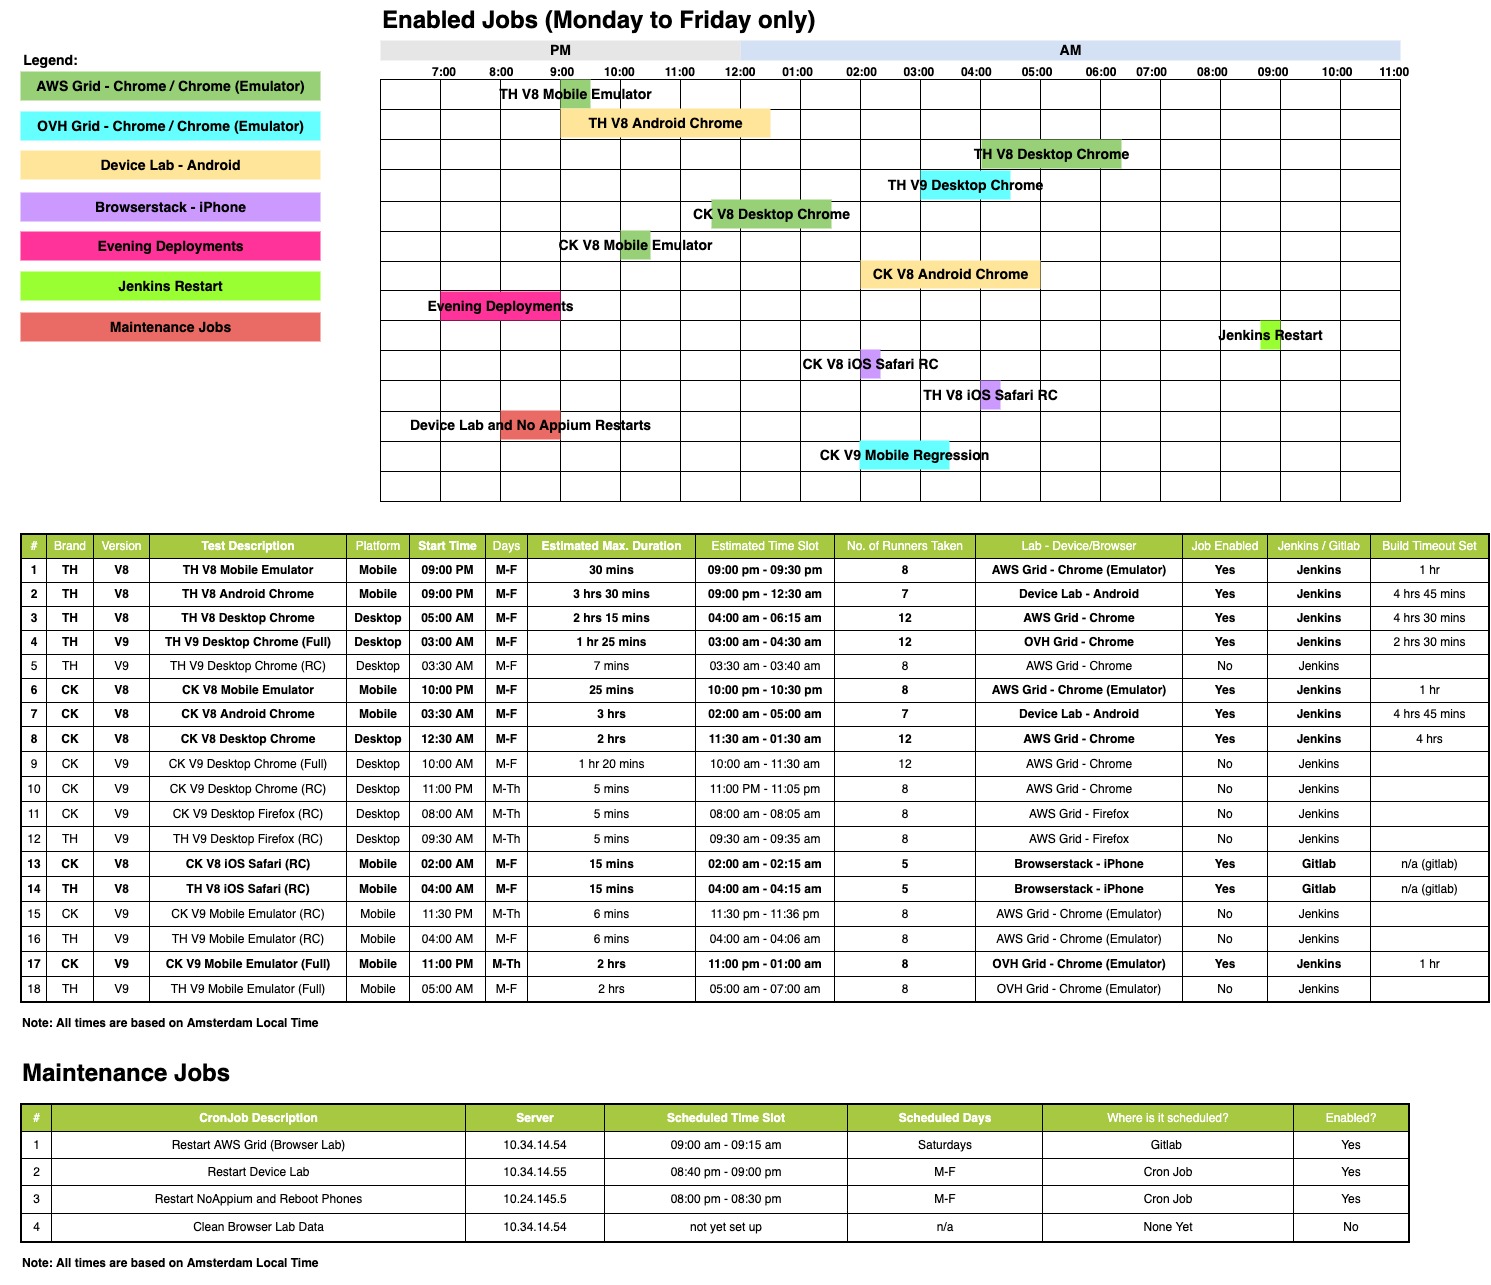 Enabled Jobs (Monday to Friday only)
PM AM
Legend:
7:00 8:00 9:00 10:00 11:00 12:00 01:00 02:00 03:00 04:00 05:00 06:00 07:00 08:00 09:00 10:00 11:00
AWS Grid - Chrome / Chrome (Emulator)
OVH Grid - Chrome / Chrome (Emulator)
Device Lab - Android
Browserstack - iPhone
Evening Deployments
Jenkins Restart
Maintenance Jobs
TH V8 Mobile Emulator
TH V8 Android Chrome
TH V8 Desktop Chrome
TH V9 Desktop Chrome
CK V8 Desktop Chrome
CK V8 Mobile Emulator
CK V8 Android Chrome
Evening Deployments
Jenkins Restart
CK V8 iOS Safari RC
TH V8 iOS Safari RC
Device Lab and No Appium Restarts
CK V9 Mobile Regression
# Brand Version Test Description Platform Start Time Days Estimated Max. Duration Estimated Time Slot No. of Runners Taken Lab - Device/Browser Job Enabled Jenkins / Gitlab Build Timeout Set
1 TH V8 TH V8 Mobile Emulator Mobile 09:00 PM M-F 30 mins 09:00 pm - 09:30 pm 8 AWS Grid - Chrome (Emulator) Yes Jenkins 1 hr
2 TH V8 TH V8 Android Chrome Mobile 09:00 PM M-F 3 hrs 30 mins 09:00 pm - 12:30 am 7 Device Lab - Android Yes Jenkins 4 hrs 45 mins
3 TH V8 TH V8 Desktop Chrome Desktop 05:00 AM M-F 2 hrs 15 mins 04:00 am - 06:15 am 12 AWS Grid - Chrome Yes Jenkins 4 hrs 30 mins
4 TH V9 TH V9 Desktop Chrome (Full) Desktop 03:00 AM M-F 1 hr 25 mins 03:00 am - 04:30 am 12 OVH Grid - Chrome Yes Jenkins 2 hrs 30 mins
5 TH V9 TH V9 Desktop Chrome (RC) Desktop 03:30 AM M-F 7 mins 03:30 am - 03:40 am 8 AWS Grid - Chrome No Jenkins
6 CK V8 CK V8 Mobile Emulator Mobile 10:00 PM M-F 25 mins 10:00 pm - 10:30 pm 8 AWS Grid - Chrome (Emulator) Yes Jenkins 1 hr
7 CK V8 CK V8 Android Chrome Mobile 03:30 AM M-F 3 hrs 02:00 am - 05:00 am 7 Device Lab - Android Yes Jenkins 4 hrs 45 mins
8 CK V8 CK V8 Desktop Chrome Desktop 12:30 AM M-F 2 hrs 11:30 am - 01:30 am 12 AWS Grid - Chrome Yes Jenkins 4 hrs
9 CK V9 CK V9 Desktop Chrome (Full) Desktop 10:00 AM M-F 1 hr 20 mins 10:00 am - 11:30 am 12 AWS Grid - Chrome No Jenkins
10 CK V9 CK V9 Desktop Chrome (RC) Desktop 11:00 PM M-Th 5 mins 11:00 PM - 11:05 pm 8 AWS Grid - Chrome No Jenkins
11 CK V9 CK V9 Desktop Firefox (RC) Desktop 08:00 AM M-Th 5 mins 08:00 am - 08:05 am 8 AWS Grid - Firefox No Jenkins
12 TH V9 TH V9 Desktop Firefox (RC) Desktop 09:30 AM M-Th 5 mins 09:30 am - 09:35 am 8 AWS Grid - Firefox No Jenkins
13 CK V8 CK V8 iOS Safari (RC) Mobile 02:00 AM M-F 15 mins 02:00 am - 02:15 am 5 Browserstack - iPhone Yes Gitlab n/a (gitlab)
14 TH V8 TH V8 iOS Safari (RC) Mobile 04:00 AM M-F 15 mins 04:00 am - 04:15 am 5 Browserstack - iPhone Yes Gitlab n/a (gitlab)
15 CK V9 CK V9 Mobile Emulator (RC) Mobile 11:30 PM M-Th 6 mins 11:30 pm - 11:36 pm 8 AWS Grid - Chrome (Emulator) No Jenkins
16 TH V9 TH V9 Mobile Emulator (RC) Mobile 04:00 AM M-F 6 mins 04:00 am - 04:06 am 8 AWS Grid - Chrome (Emulator) No Jenkins
17 CK V9 CK V9 Mobile Emulator (Full) Mobile 11:00 PM M-Th 2 hrs 11:00 pm - 01:00 am 8 OVH Grid - Chrome (Emulator) Yes Jenkins 1 hr
18 TH V9 TH V9 Mobile Emulator (Full) Mobile 05:00 AM M-F 2 hrs 05:00 am - 07:00 am 8 OVH Grid - Chrome (Emulator) No Jenkins
Note: All times are based on Amsterdam Local Time
Maintenance Jobs
# CronJob Description Server Scheduled Time Slot Scheduled Days Where is it scheduled? Enabled?
1 Restart AWS Grid (Browser Lab) 10.34.14.54 09:00 am - 09:15 am Saturdays Gitlab Yes
2 Restart Device Lab 10.34.14.55 08:40 pm - 09:00 pm M-F Cron Job Yes
3 Restart NoAppium and Reboot Phones 10.24.145.5 08:00 pm - 08:30 pm M-F Cron Job Yes
4 Clean Browser Lab Data 10.34.14.54 not yet set up n/a None Yet No
Note: All times are based on Amsterdam Local Time